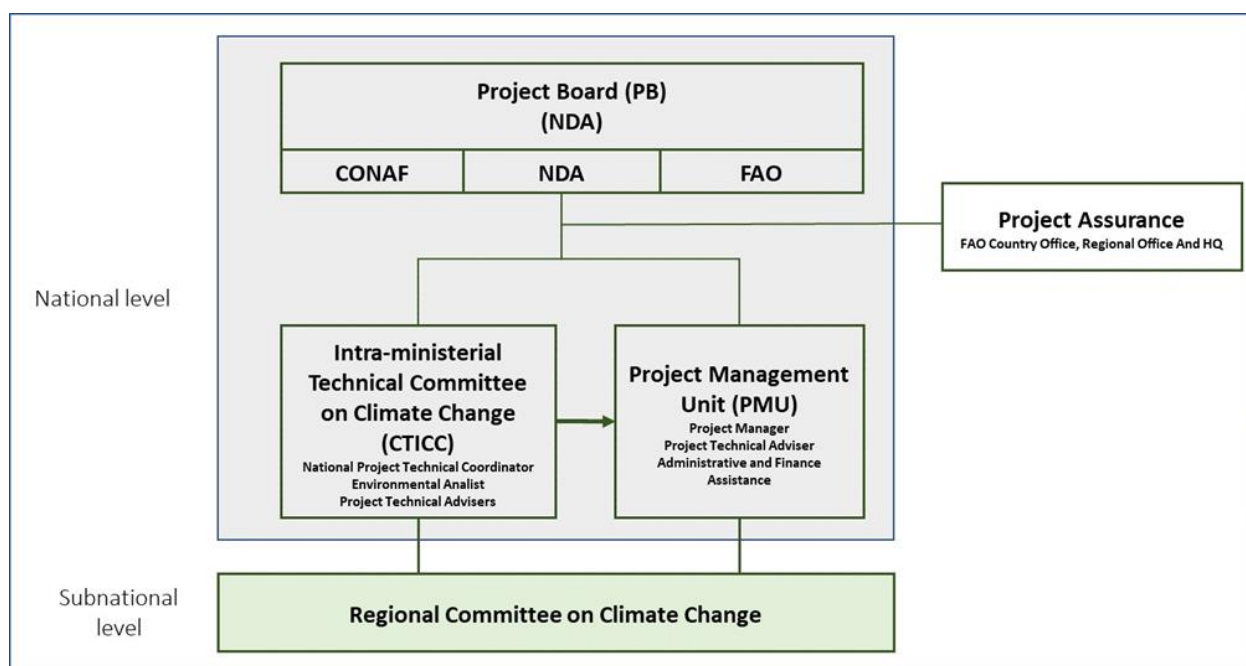 Project Board (PB)
(NDA)
CONAF
NDA
FAO
Project Assurance
FAO Country Office, Regional Office And HQ
National level
Intra-ministerial
Technical Committee
on Climate Change
(CTICC)
National Project Technical Coordinator
Environmental Analist
Project Technical Advisers
Project Management
Unit (PMU)
Project Manager
Project Technical Adviser
Administrative and Finance
Assistance
Subnational
level
Regional Committee on Climate Change